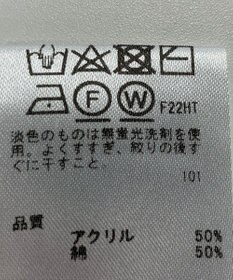 F W F22HT
淡色のものは無蛍光洗剤を使
用、よくすすぎ、絞りの後す
ぐに干すこと、
101
品質
アクリル 50%
綿 50%